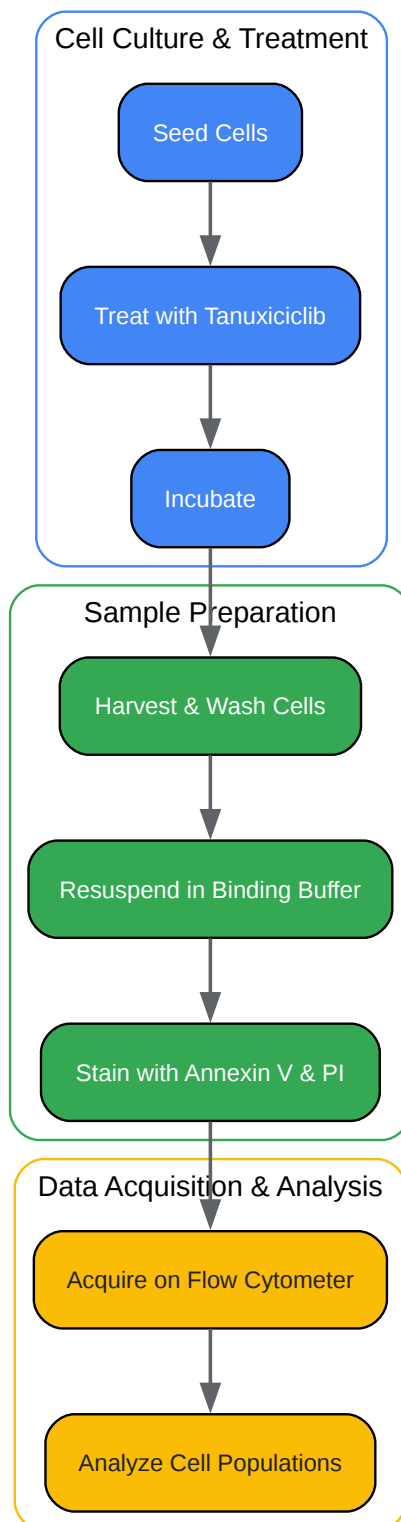 Cell Culture & Treatment
Seed Cells
Treat with Tanuxiciclib
Incubate
Sample Preparation
Harvest & Wash Cells
Resuspend in Binding Buffer
Stain with Annexin V & PI
Data Acquisition & Analysis
Acquire on Flow Cytometer
Analyze Cell Populations